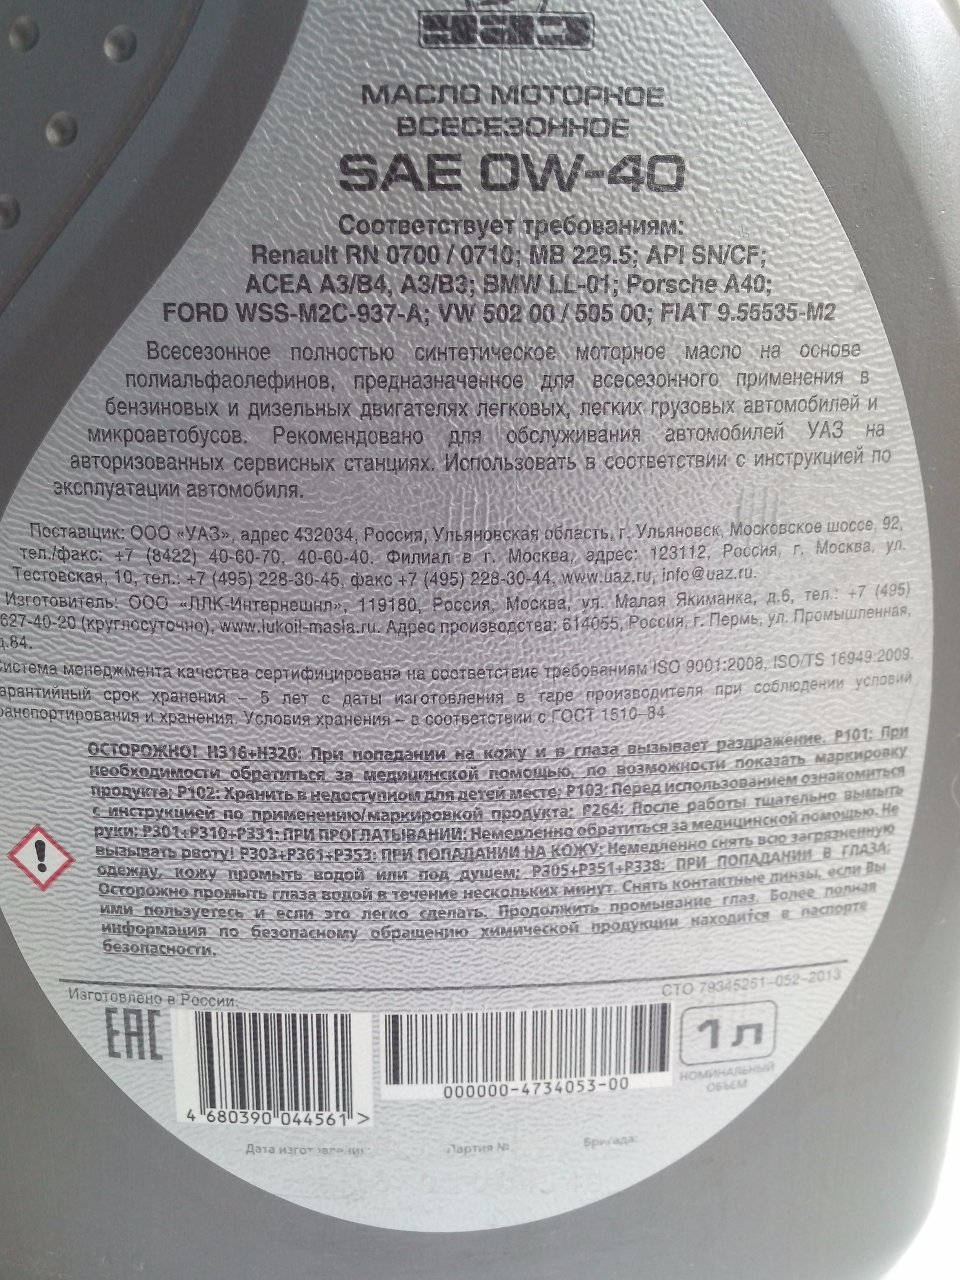 УАЗ
МАСЛО МОТОРНОЕ
ВСЕСЕЗОННОЕ
SAE 0W-40
Соответствует требованиям:
Renault RN 0700 / 0710; MB 229.5; API SN/CF;
ACEA A3/B4, A3/B3; BMW LL-01; Porsche A40;
FORD WSS-M2C-937-A; VW 502 00 / 505 00; FIAT 9.55535-M2
Всесезонное полностью синтетическое моторное масло на основе
полиальфаолефинов, предназначенное для всесезонного применения в
бензиновых и дизельных двигателях легковых, легких грузовых автомобилей и
микроавтобусов. Рекомендовано для обслуживания автомобилей УАЗ на
авторизованных сервисных станциях. Использовать в соответствии с инструкцией по
эксплуатации автомобиля.
Поставщик: ООО «УАЗ», адрес 432034, Россия, Ульяновская область, г. Ульяновск, Московское шоссе, 92,
тел./факс: +7 (8422) 40-60-70, 40-60-40. Филиал в г. Москва, адрес: 123112, Россия, г. Москва, ул.
Тестовская, 10, тел.: +7 (495) 228-30-45, факс +7 (495) 228-30-44, www.uaz.ru, info@uaz.ru.
Изготовитель: ООО «ЛЛК-Интернешнл», 119180, Россия, Москва, ул. Малая Якиманка, д.6, тел.: +7 (495)
627-40-20 (круглосуточно), www.lukoil-masla.ru. Адрес производства: 614055, Россия, г. Пермь, ул. Промышленная,
д.84.
система менеджмента качества сертифицирована на соответствие требованиям ISO 9001:2008, ISO/TS 16949:2009.
арантийный срок хранения – 5 лет с даты изготовления в таре производителя при соблюдении условий
ранспортирования и хранения. Условия хранения – в соответствии с ГОСТ 1510-84
ОСТОРОЖНО! H316+H320: При попадании на кожу и в глаза вызывает раздражение. P101: При
необходимости обратиться за медицинской помощью, по возможности показать маркировку
продукта; P102: Хранить в недоступном для детей месте; P103: Перед использованием ознакомиться
с инструкцией по применению/маркировкой продукта; P264: После работы тщательно вымыть
руки; P301+P310+P331: ПРИ ПРОГЛАТЫВАНИИ: Немедленно обратиться за медицинской помощью. Не
вызывать рвоту! P303+P361+P353: ПРИ ПОПАДАНИИ НА КОЖУ: Немедленно снять всю загрязненную
одежду, кожу промыть водой или под душем; P305+P351+P338: ПРИ ПОПАДАНИИ В ГЛАЗА:
Осторожно промыть глаза водой в течение нескольких минут. Снять контактные линзы, если Вы
ими пользуетесь и если это легко сделать. Продолжить промывание глаз. Более полная
информация по безопасному обращению химической продукции находится в паспорте
безопасности.
Изготовлено в России.
СТО 79345251-052-2013
EAC
4 680390 044561 >
000000-4734053-00
1 л
НОМИНАЛЬНЫЙ
ОБЪЕМ
Дата изготовления:
Партия №
Бригада: